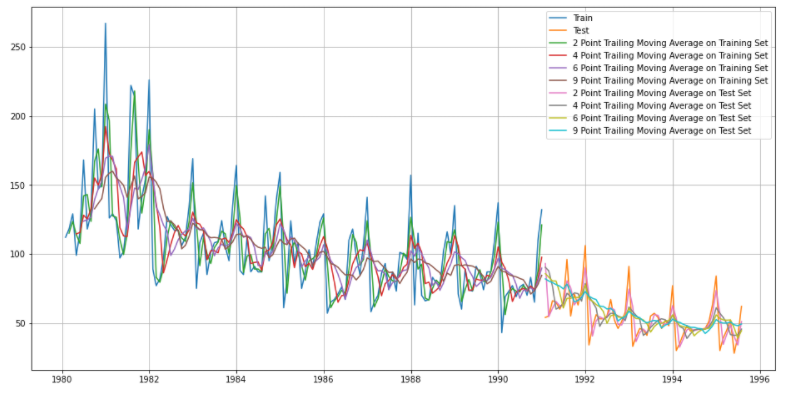 Train
Test
2 Point Trailing Moving Average on Training Set
4 Point Trailing Moving Average on Training Set
6 Point Trailing Moving Average on Training Set
9 Point Trailing Moving Average on Training Set
2 Point Trailing Moving Average on Test Set
4 Point Trailing Moving Average on Test Set
6 Point Trailing Moving Average on Test Set
9 Point Trailing Moving Average on Test Set
250
200
150
100
50
1980 1982 1984 1986 1988 1990 1992 1994 1996